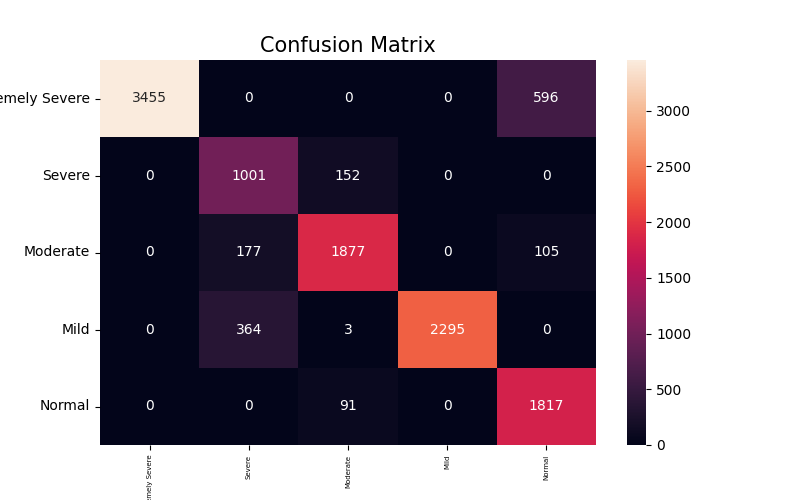 Confusion Matrix
emely Severe 3455 0 0 0 596
Severe 0 1001 152 0 0
Moderate 0 177 1877 0 105
Mild 0 364 3 2295 0
Normal 0 0 91 0 1817
emely Severe Severe Moderate Mild Normal
3000
2500
2000
1500
1000
500
0